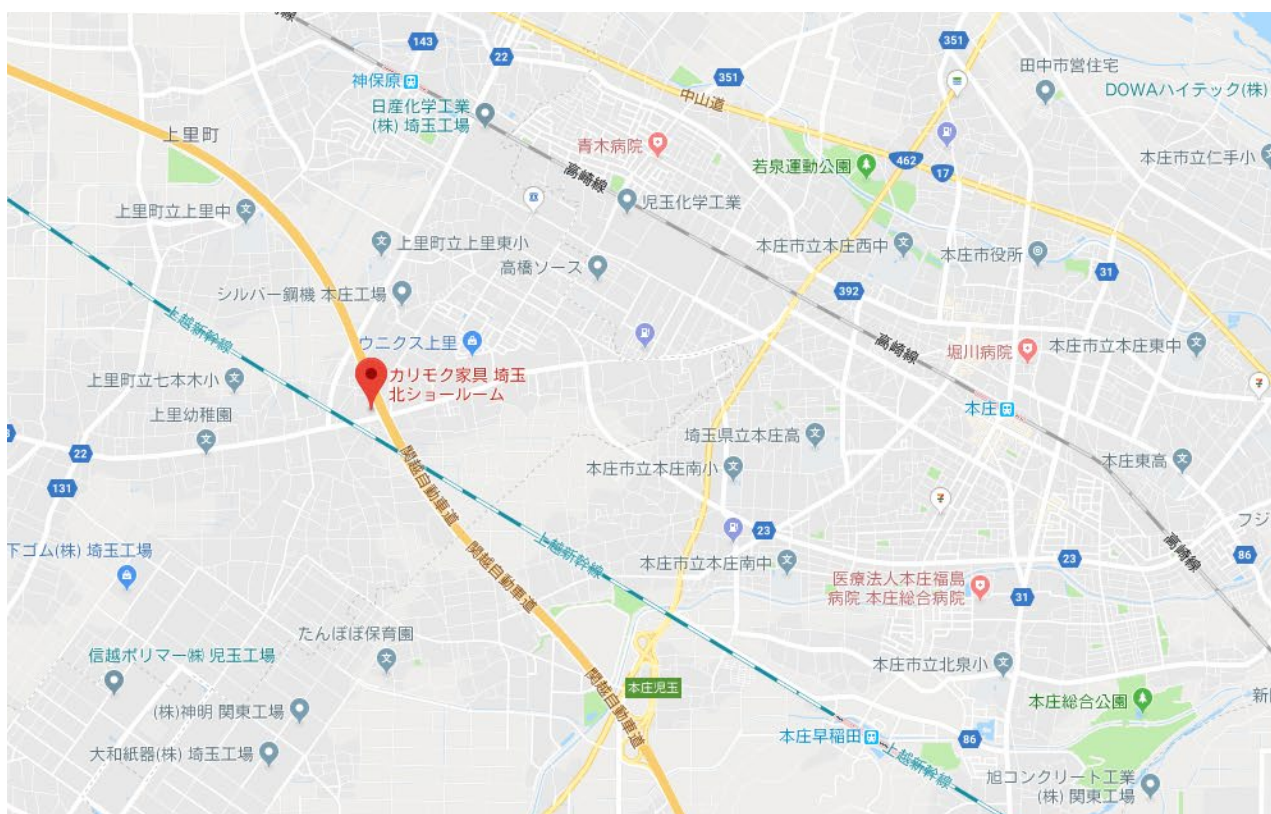 351
143
22
神保原
351
田中市営住宅
DOWAハイテック(株)
日産化学工業
(株) 埼玉工場
中山道
上里町
青木病院
若泉運動公園
462
17
本庄市立仁手小
高崎線
児玉化学工業
上里町立上里中
上里町立上里東小
高橋ソース
本庄市立本庄西中
本庄市役所
31
シルバー鋼機 本庄工場
392
上越新幹線
ウニクス上里
高崎線
堀川病院
本庄市立本庄東中
カリモク家具 埼玉
北ショールーム
上里町立七本木小
上里幼稚園
本庄
埼玉県立本庄高
22
本庄市立本庄南小
本庄東高
131
関越自動車道
23
フジ
下ゴム(株) 埼玉工場
関越自動車道
上越新幹線
本庄市立本庄南中
23
高崎線
86
医療法人本庄福島
病院 本庄総合病院
31
たんぽぽ保育園
信越ポリマー㈱ 児玉工場
本庄市立北泉小
関越自動車道
本庄児玉
本庄総合公園
(株)神明 関東工場
本庄早稲田
86
大和紙器(株) 埼玉工場
上越新幹線
旭コンクリート工業
(株) 関東工場